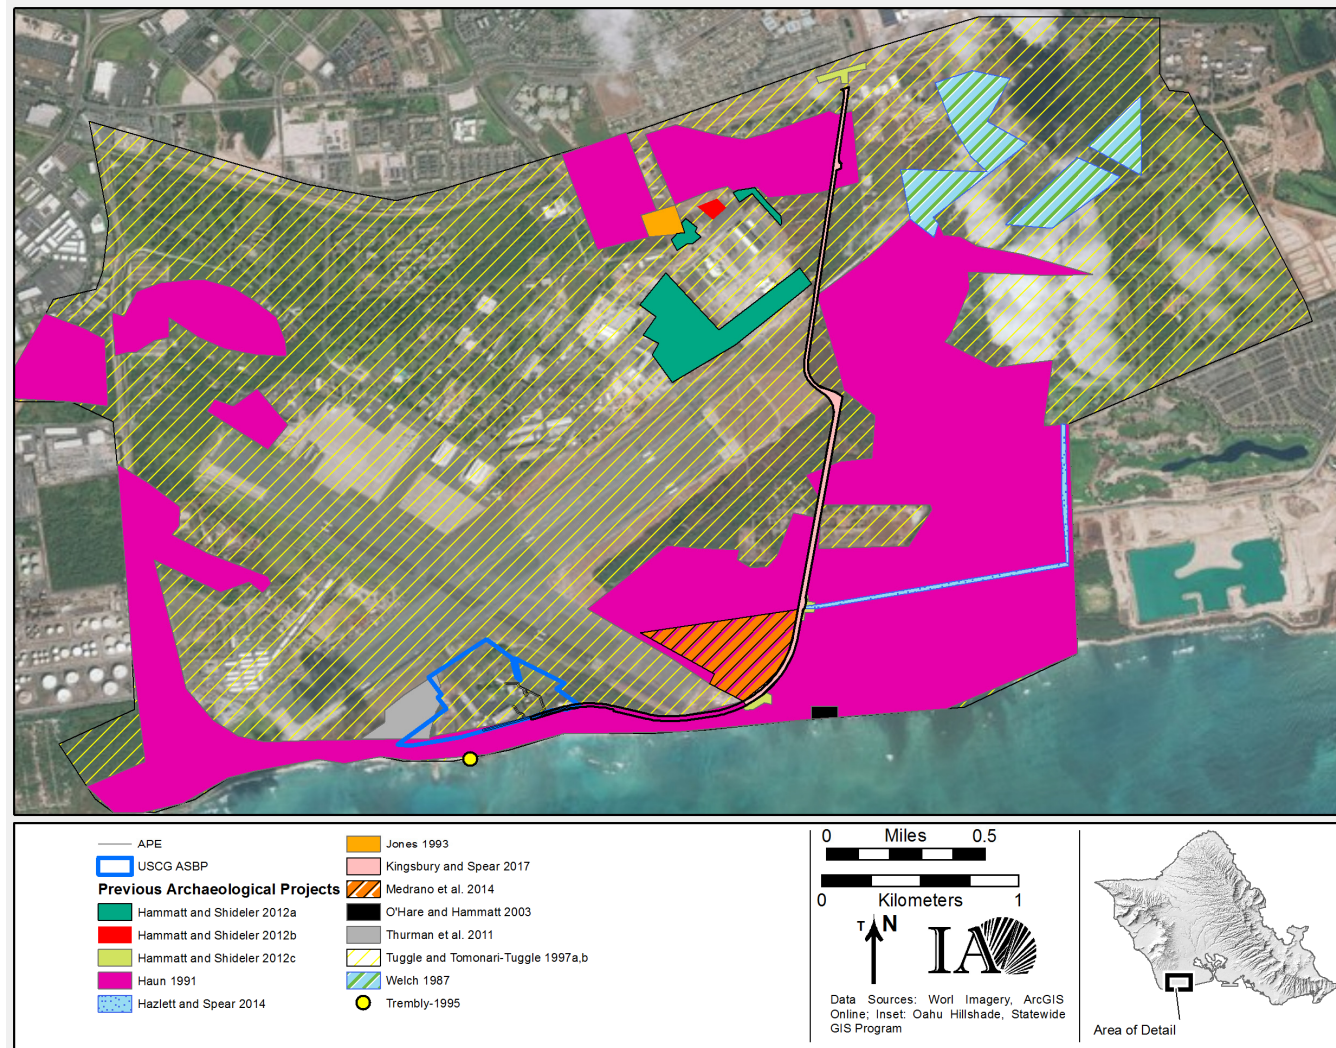 APE
USCG ASBP
Previous Archaeological Projects
Hammatt and Shideler 2012a
Hammatt and Shideler 2012b
Hammatt and Shideler 2012c
Haun 1991
Hazlett and Spear 2014
Jones 1993
Kingsbury and Spear 2017
Medrano et al. 2014
O'Hare and Hammatt 2003
Thurman et al. 2011
Tuggle and Tomonari-Tuggle 1997a,b
Welch 1987
Trembly-1995
0 Miles 0.5
0 Kilometers 1
T N
IA
Data Sources: Worl Imagery, ArcGIS
Online; Inset: Oahu Hillshade, Statewide
GIS Program
Area of Detail